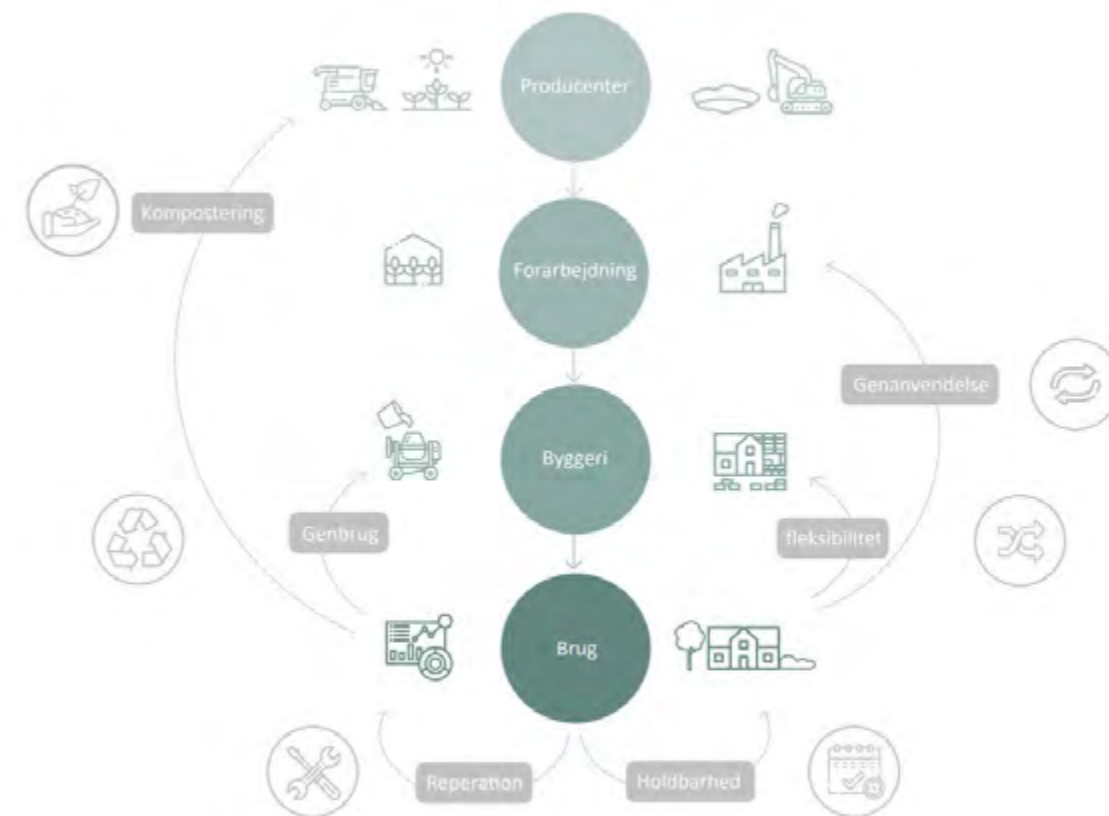 Producenter
Kompostering
Forarbejdning
Genanvendelse
Byggeri
Genbrug
fleksibilitet
Brug
Reperation
Holdbarhed